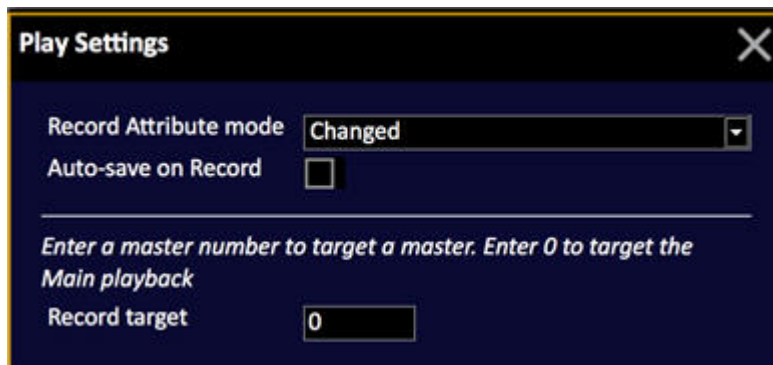 Play Settings
Record Attribute mode Changed
Auto-save on Record
Enter a master number to target a master. Enter 0 to target the
Main playback
Record target 0